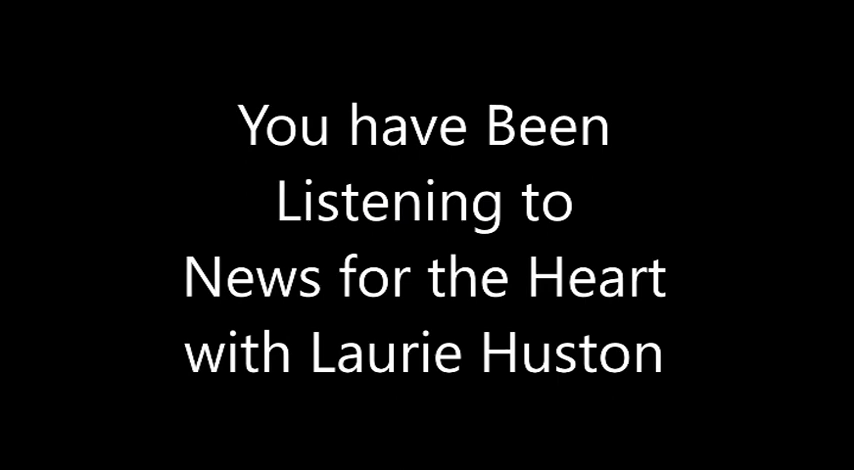 You have Been
Listening to
News for the Heart
with Laurie Huston